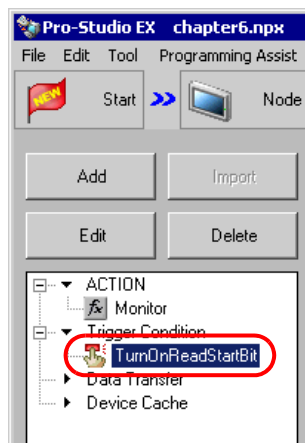 Pro-Studio EX chapter6.npx
File Edit Tool Programming Assist
NEW Start >> Node
Add Import
Edit Delete
ACTION
fx Monitor
Trigger Condition
TurnOnReadStartBit
Data Transfer
Device Cache